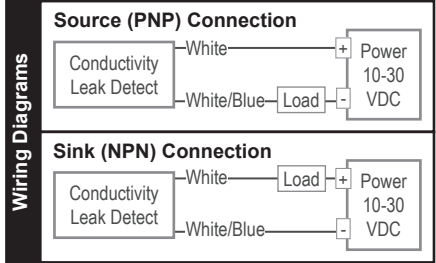 Wiring Diagrams
Source (PNP) Connection
Conductivity
Leak Detect
White
White/Blue
Load
+
-
Power
10-30
VDC
Sink (NPN) Connection
Conductivity
Leak Detect
White
Load
White/Blue
+
-
Power
10-30
VDC